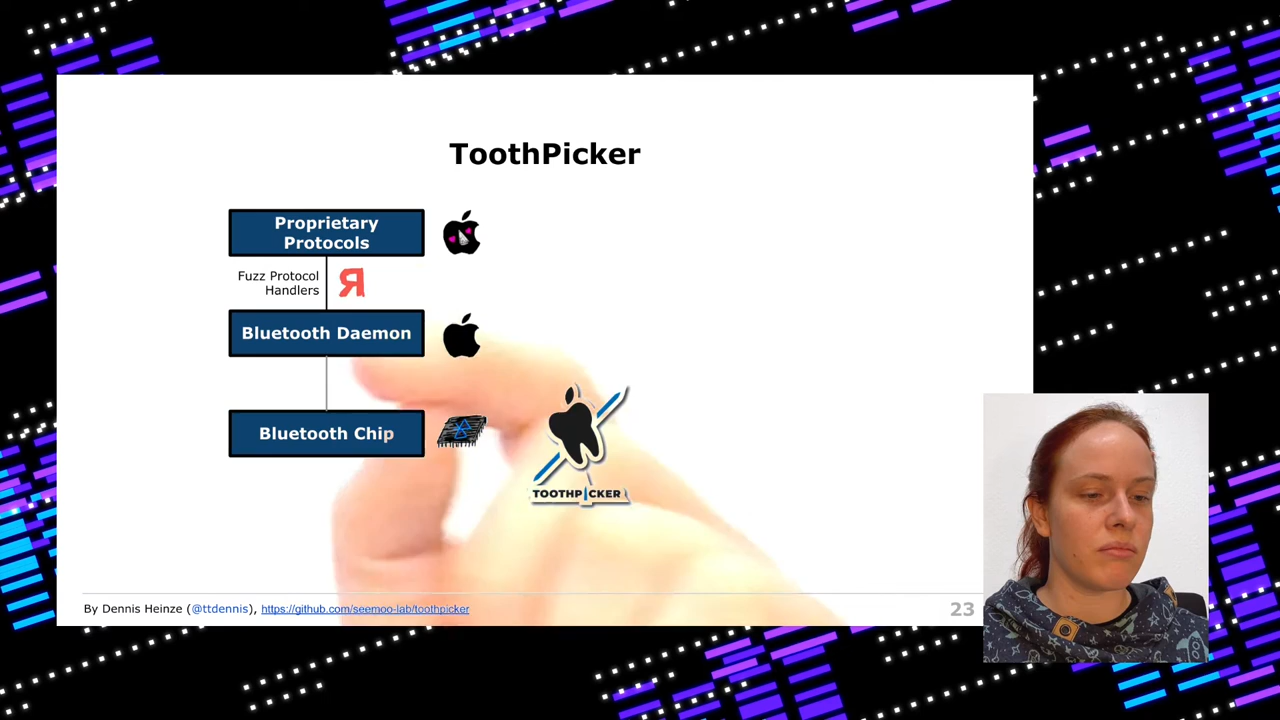 ToothPicker
Proprietary
Protocols
Fuzz Protocol
Handlers
Я
Bluetooth Daemon
Bluetooth Chip
TOOTHPICKER
By Dennis Heinze (@ttdennis), https://github.com/seemoo-lab/toothpicker
23